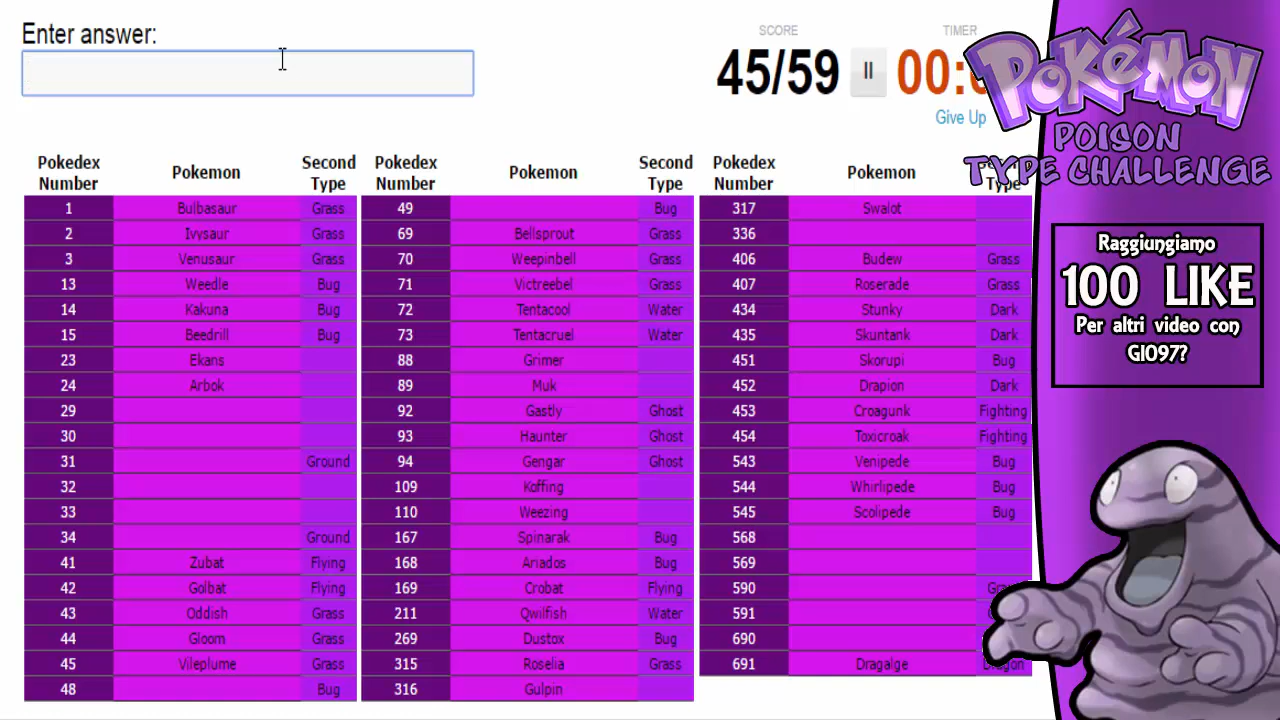 Enter answer:
SCORE
TIMER
45/59
00:
Give Up
POKÉMON
POISON
TYPE CHALLENGE
Raggiungiamo
100 LIKE
Per altri video con
GIO97?
Pokedex Number Pokemon Second Type Pokedex Number Pokemon Second Type Pokedex Number Pokemon Type
1 Bulbasaur Grass 49 Bug 317 Swalot
2 Ivysaur Grass 69 Bellsprout Grass 336
3 Venusaur Grass 70 Weepinbell Grass 406 Budew Grass
13 Weedle Bug 71 Victreebel Grass 407 Roserade Grass
14 Kakuna Bug 72 Tentacool Water 434 Stunky Dark
15 Beedrill Bug 73 Tentacruel Water 435 Skuntank Dark
23 Ekans 88 Grimer 451 Skorupi Bug
24 Arbok 89 Muk 452 Drapion Dark
29 92 Gastly Ghost 453 Croagunk Fighting
30 93 Haunter Ghost 454 Toxicroak Fighting
31 Ground 94 Gengar Ghost 543 Venipede Bug
32 109 Koffing 544 Whirlipede Bug
33 110 Weezing 545 Scolipede Bug
34 Ground 167 Spinarak Bug 568
41 Zubat Flying 168 Ariados Bug 569
42 Golbat Flying 169 Crobat Flying 590
43 Oddish Grass 211 Qwilfish Water 591
44 Gloom Grass 269 Dustox Bug 690
45 Vileplume Grass 315 Roselia Grass 691 Dragalge Dragon
48 Bug 316 Gulpin